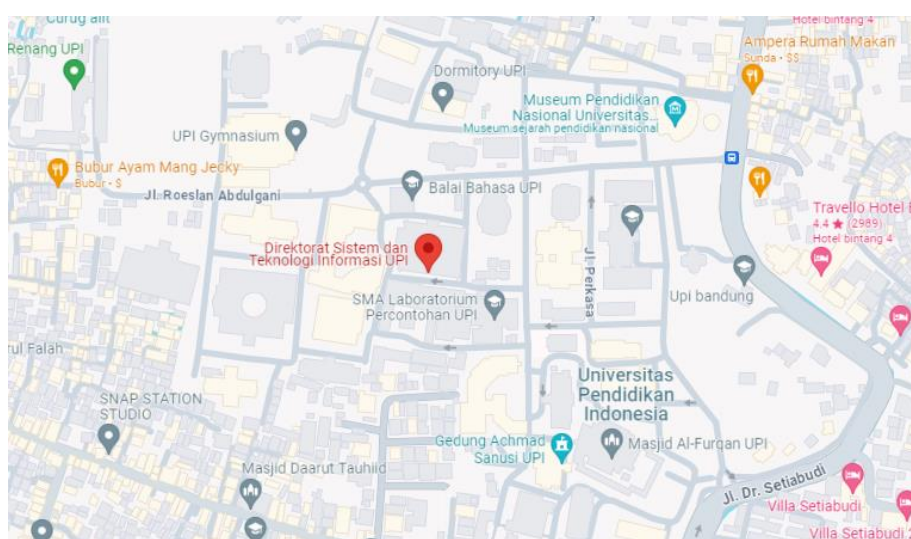 Curug alit
Hotel bintang 4
Renang UPI
Ampera Rumah Makan
Sunda · $$
Dormitory UPI
Museum Pendidikan
Nasional Universitas...
Museum sejarah pendidikan nasional
UPI Gymnasium
Bubur Ayam Mang Jecky
Bubur · $
Balai Bahasa UPI
Jl. Roeslan Abdulgani
Travello Hotel
4.4 ★ (2989)
Hotel bintang 4
Direktorat Sistem dan
Teknologi Informasi UPI
Jl. Perkasa
Upi bandung
SMA Laboratorium
Percontohan UPI
rul Falah
Universitas
Pendidikan
Indonesia
SNAP STATION
STUDIO
Gedung Achmad
Sanusi UPI
Masjid Al-Furqan UPI
Masjid Daarut Tauhiid
Jl. Dr. Setiabudi
Villa Setiabudi
Villa Setiabudi 2